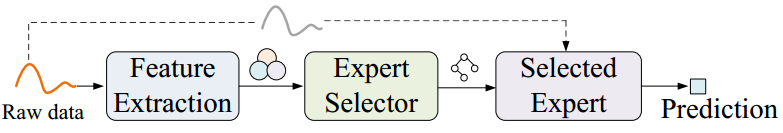 Raw data
Feature
Extraction
Expert
Selector
Selected
Expert
Prediction